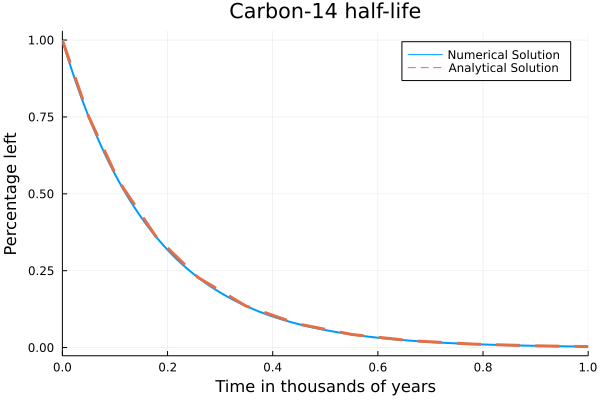 Carbon-14 half-life
Numerical Solution
Analytical Solution
Percentage left
1.00
0.75
0.50
0.25
0.00
0.0 0.2 0.4 0.6 0.8 1.0
Time in thousands of years